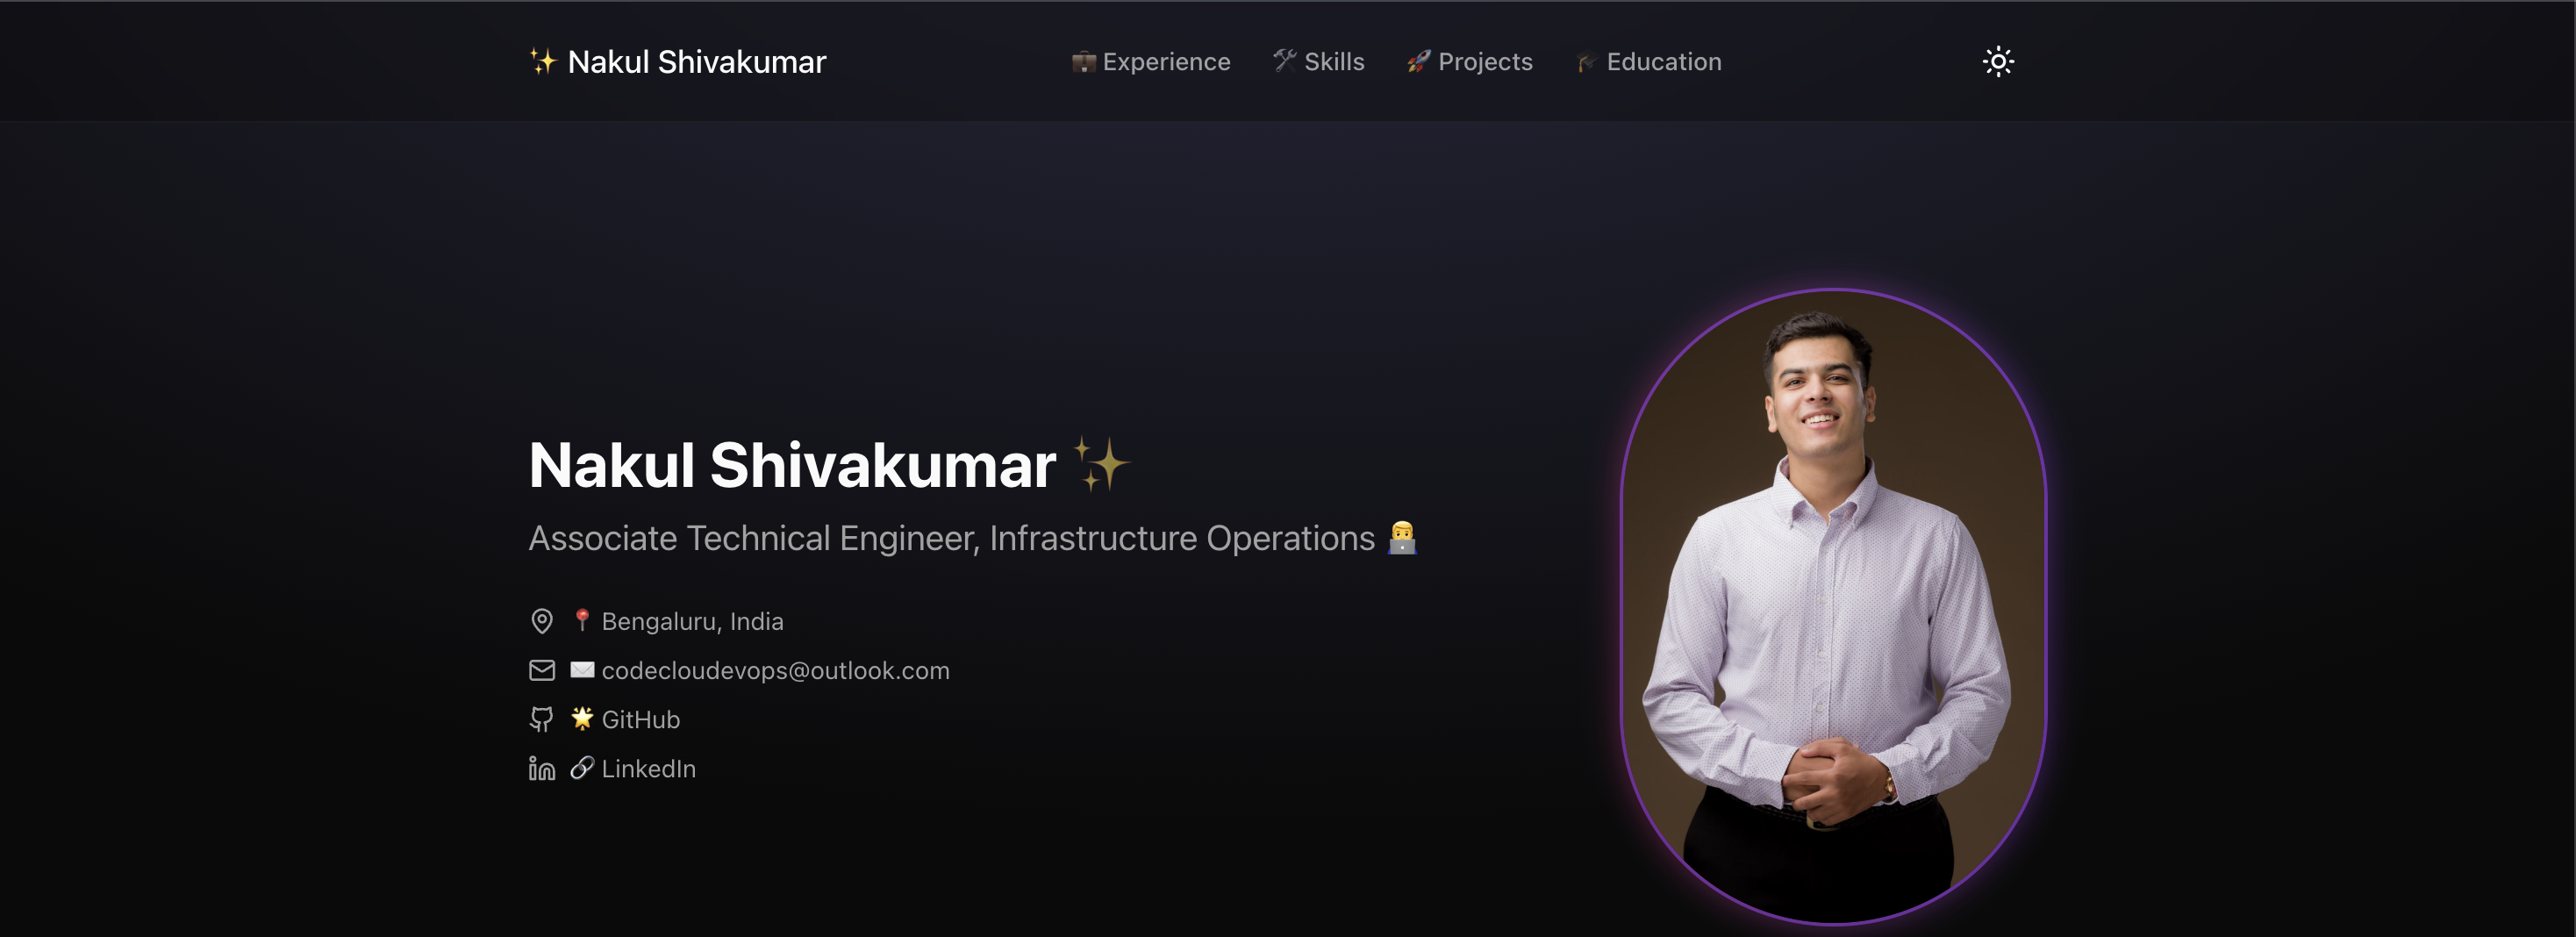 ✨ Nakul Shivakumar
💼 Experience 🛠 Skills 🚀 Projects 🎓 Education
Nakul Shivakumar ✨
Associate Technical Engineer, Infrastructure Operations 👨‍💻
📍 Bengaluru, India
✉️ codecloudevops@outlook.com
🌟 GitHub
🔗 LinkedIn